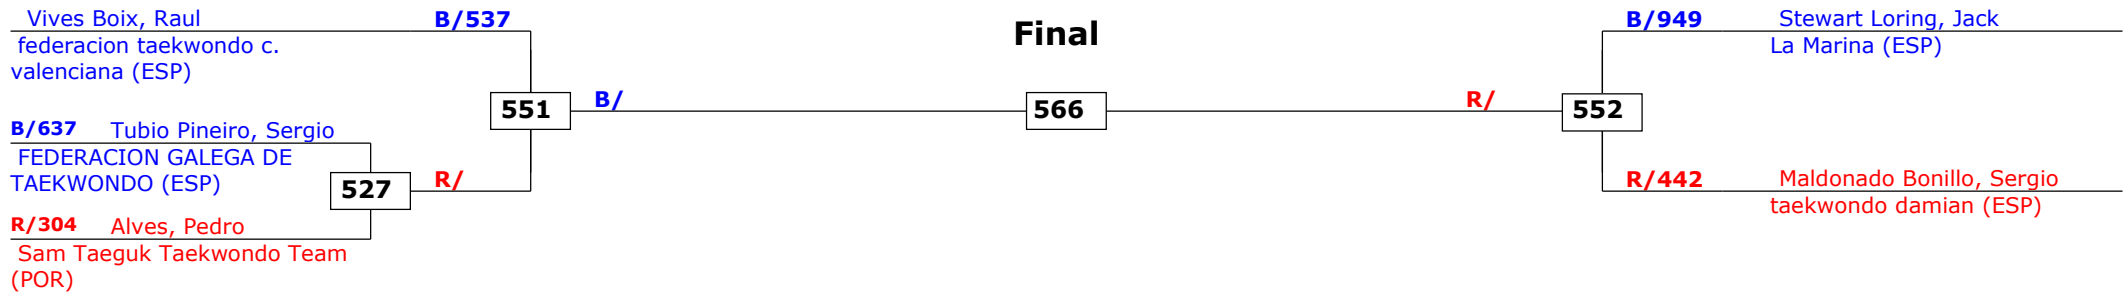 Vives Boix, Raul
B/537
federacion taekwondo c.
valenciana (ESP)
551
B/
B/637 Tubio Pineiro, Sergio
FEDERACION GALEGA DE
TAEKWONDO (ESP)
527
R/
R/304 Alves, Pedro
Sam Taeguk Taekwondo Team
(POR)
Final
566
B/949 Stewart Loring, Jack
La Marina (ESP)
R/
552
R/442 Maldonado Bonillo, Sergio
taekwondo damian (ESP)